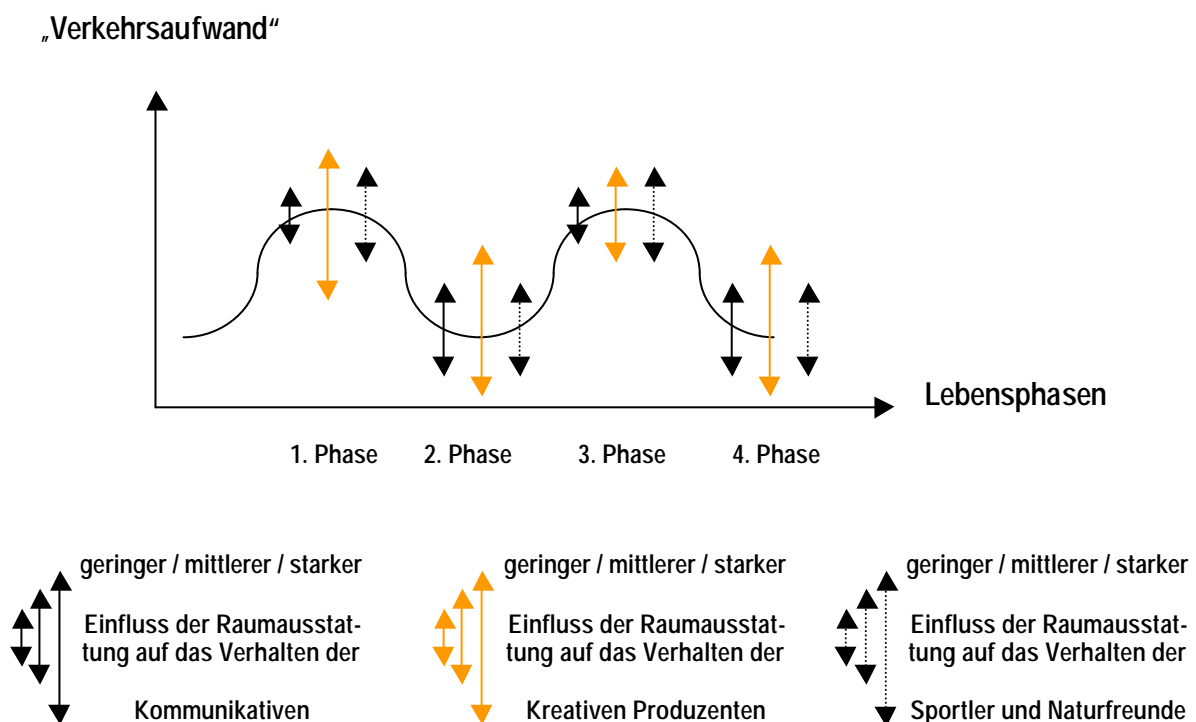 „Verkehrsaufwand“
Lebensphasen
1. Phase 2. Phase 3. Phase 4. Phase
geringer / mittlerer / starker
Einfluss der Raumausstat-
tung auf das Verhalten der
Kommunikativen
geringer / mittlerer / starker
Einfluss der Raumausstat-
tung auf das Verhalten der
Kreativen Produzenten
geringer / mittlerer / starker
Einfluss der Raumausstat-
tung auf das Verhalten der
Sportler und Naturfreunde